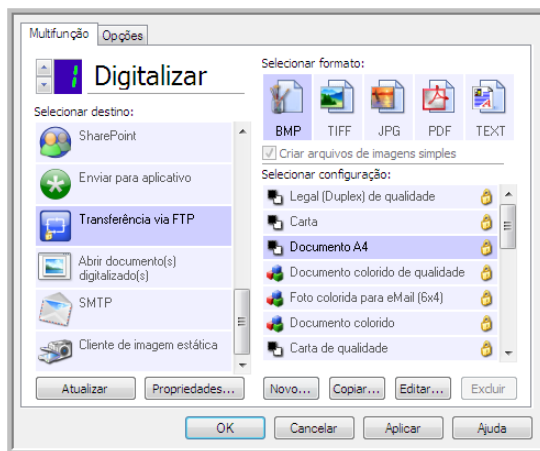 Multifunção
Opções
1
Digitalizar
Selecionar destino:
SharePoint
Enviar para aplicativo
Transferência via FTP
Abrir documento(s)
digitalizado(s)
SMTP
Cliente de imagem estática
Atualizar
Propriedades...
Selecionar formato:
BMP
TIFF
JPG
PDF
TEXT
Criar arquivos de imagens simples
Selecionar configuração:
Legal (Duplex) de qualidade
Carta
Documento A4
Documento colorido de qualidade
Foto colorida para eMail (6x4)
Documento colorido
Carta de qualidade
Novo...
Copiar...
Editar...
Excluir
OK
Cancelar
Aplicar
Ajuda